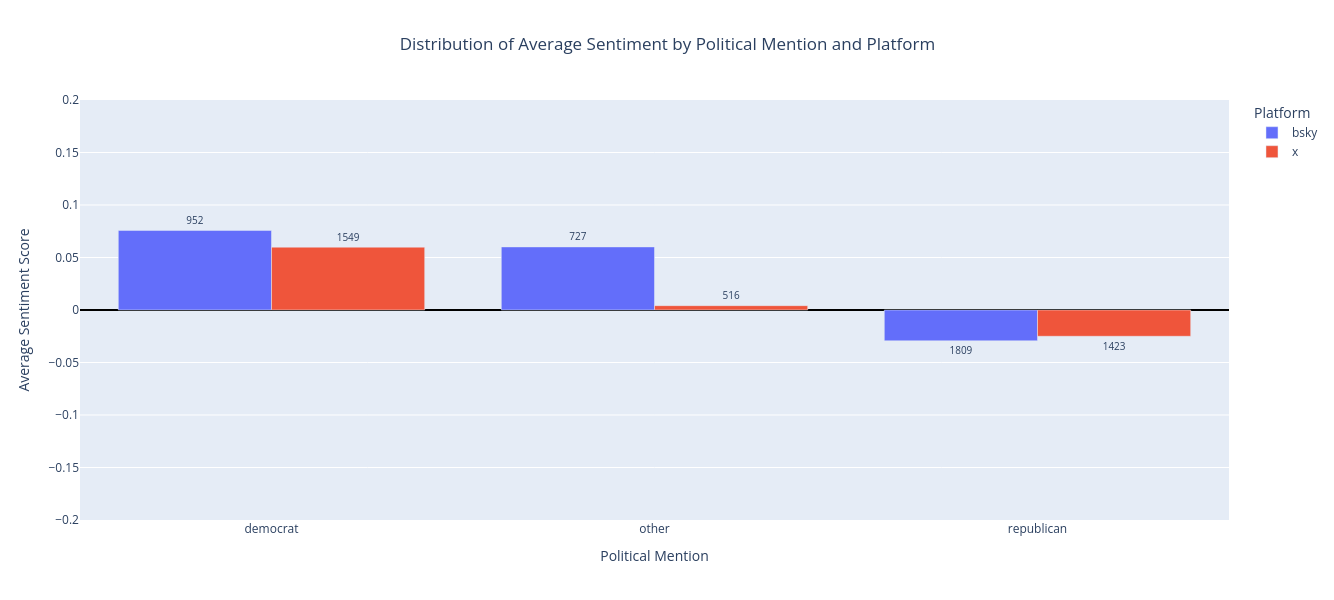 Distribution of Average Sentiment by Political Mention and Platform
Platform
bsky
x
Average Sentiment Score
0.2
0.15
0.1
0.05
0
−0.05
−0.1
−0.15
−0.2
952
1549
727
516
1809
1423
democrat
other
republican
Political Mention